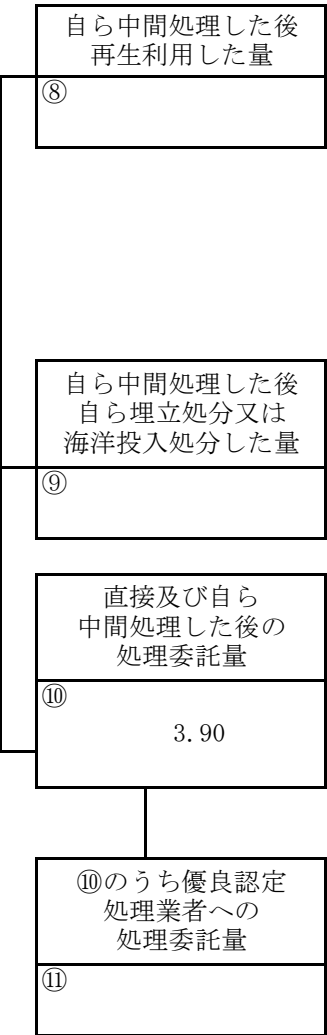 自ら中間処理した後
再生利用した量
⑧
自ら中間処理した後
自ら埋立処分又は
海洋投入処分した量
⑨
直接及び自ら
中間処理した後の
処理委託量
⑩
3.90
⑩のうち優良認定
処理業者への
処理委託量
⑪